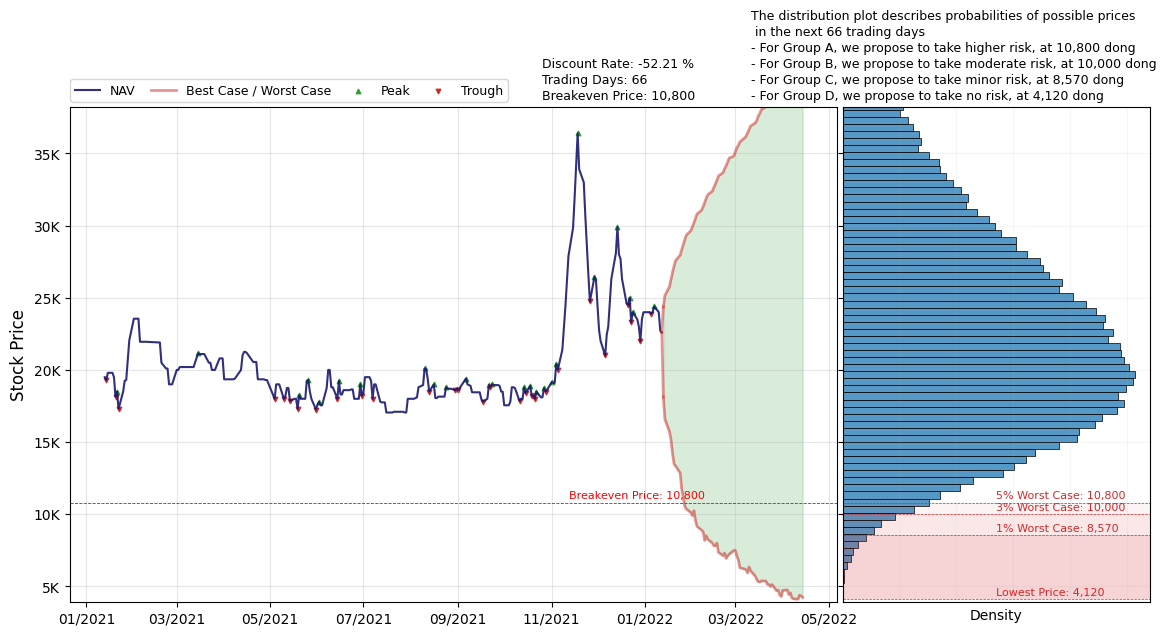 The distribution plot describes probabilities of possible prices
in the next 66 trading days
- For Group A, we propose to take higher risk, at 10,800 dong
- For Group B, we propose to take moderate risk, at 10,000 dong
- For Group C, we propose to take minor risk, at 8,570 dong
- For Group D, we propose to take no risk, at 4,120 dong
Discount Rate: -52.21 %
Trading Days: 66
Breakeven Price: 10,800
NAV
Best Case / Worst Case
Peak
Trough
Stock Price
35K
30K
25K
20K
15K
10K
5K
Breakeven Price: 10,800
5% Worst Case: 10,800
3% Worst Case: 10,000
1% Worst Case: 8,570
Lowest Price: 4,120
01/2021
03/2021
05/2021
07/2021
09/2021
11/2021
01/2022
03/2022
05/2022
Density